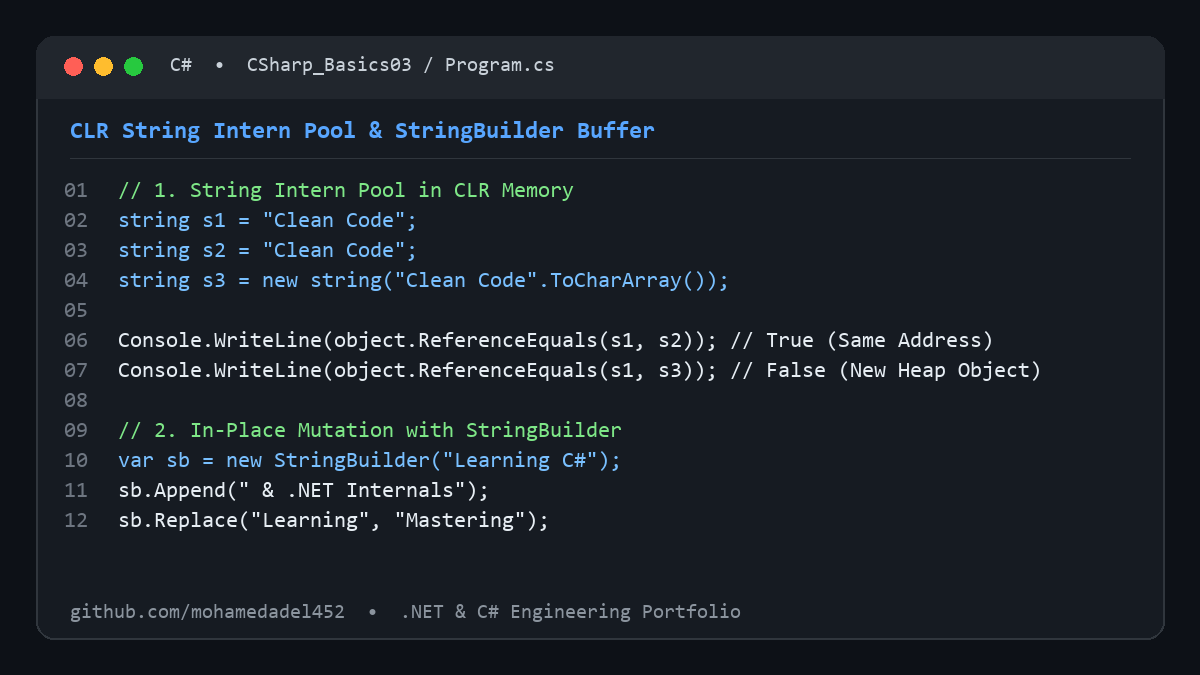 C# • CSharp_Basics03 / Program.cs
CLR String Intern Pool & StringBuilder Buffer
01 // 1. String Intern Pool in CLR Memory
02 string s1 = "Clean Code";
03 string s2 = "Clean Code";
04 string s3 = new string("Clean Code".ToCharArray());
05
06 Console.WriteLine(object.ReferenceEquals(s1, s2)); // True (Same Address)
07 Console.WriteLine(object.ReferenceEquals(s1, s3)); // False (New Heap Object)
08
09 // 2. In-Place Mutation with StringBuilder
10 var sb = new StringBuilder("Learning C#");
11 sb.Append(" & .NET Internals");
12 sb.Replace("Learning", "Mastering");
github.com/mohamedadel452 • .NET & C# Engineering Portfolio